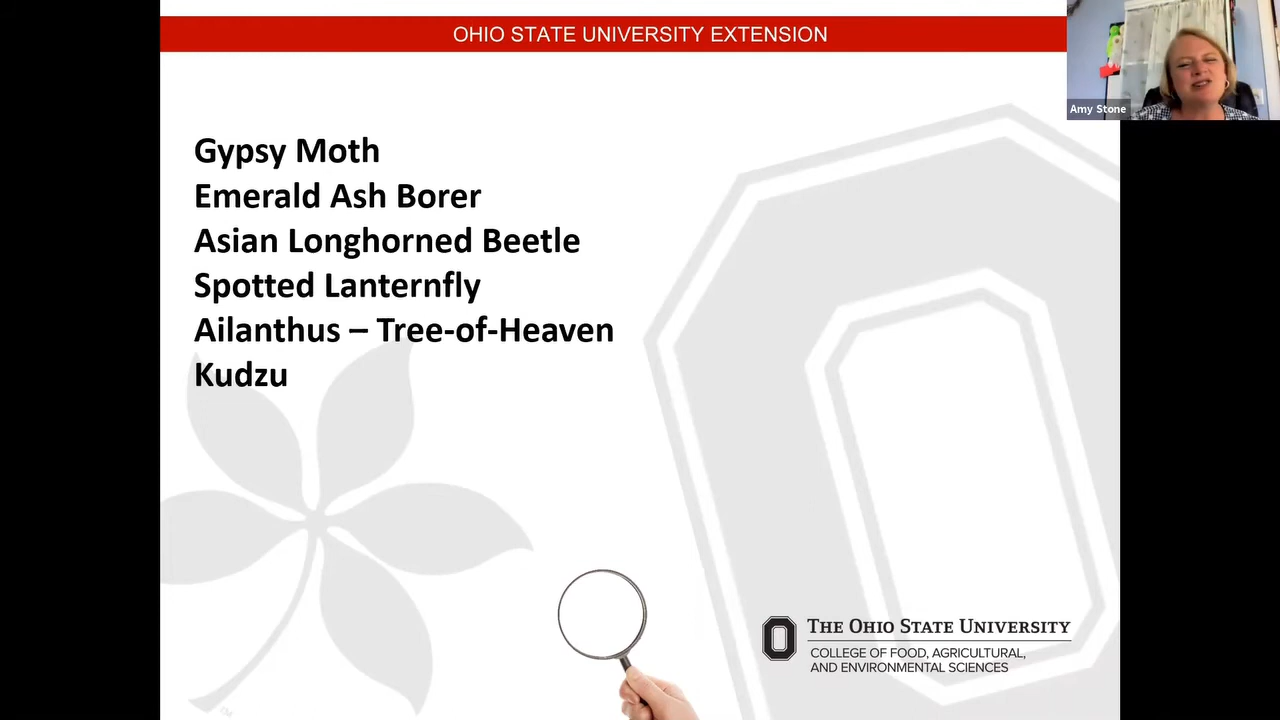 OHIO STATE UNIVERSITY EXTENSION
Amy Stone
Gypsy Moth
Emerald Ash Borer
Asian Longhorned Beetle
Spotted Lanternfly
Ailanthus – Tree-of-Heaven
Kudzu
THE OHIO STATE UNIVERSITY
COLLEGE OF FOOD, AGRICULTURAL,
AND ENVIRONMENTAL SCIENCES
TM